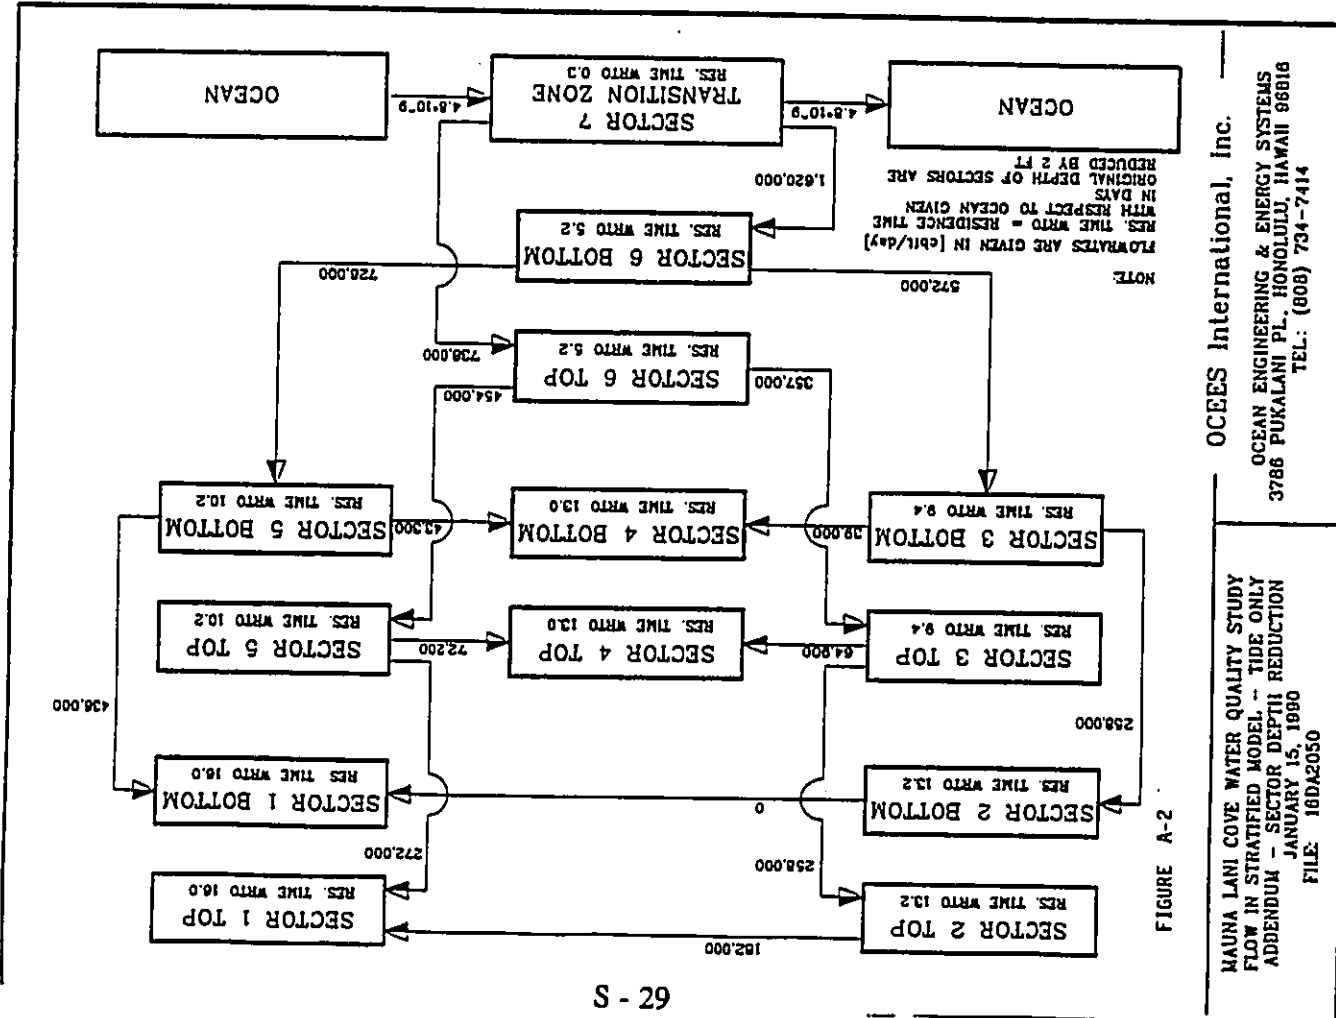 SECTOR 2 TOP
RES. TIME WRTO 13.2
182,000
SECTOR 1 TOP
RES. TIME WRTO 16.0
258,000
272,000
SECTOR 2 BOTTOM
RES. TIME WRTO 13.2
0
SECTOR 1 BOTTOM
RES. TIME WRTO 16.0
258,000
436,000
SECTOR 3 TOP
RES. TIME WRTO 9.4
64,900
SECTOR 4 TOP
RES. TIME WRTO 13.0
72,200
SECTOR 5 TOP
RES. TIME WRTO 10.2
SECTOR 3 BOTTOM
RES. TIME WRTO 9.4
39,000
SECTOR 4 BOTTOM
RES. TIME WRTO 13.0
43,300
SECTOR 5 BOTTOM
RES. TIME WRTO 10.2
357,000
SECTOR 6 TOP
RES. TIME WRTO 5.2
454,000
738,000
572,000
SECTOR 6 BOTTOM
RES. TIME WRTO 5.2
728,000
1,620,000
NOTE:
FLOWRATES ARE GIVEN IN [cbft/day]
RES. TIME WRTO = RESIDENCE TIME
WITH RESPECT TO OCEAN GIVEN
IN DAYS
ORIGINAL DEPTH OF SECTORS ARE
REDUCED BY 2 FT
OCEAN
4.8*10^9
SECTOR 7
TRANSITION ZONE
RES. TIME WRTO 0.3
4.8*10^9
OCEAN
FIGURE A-2
MAUNA LANI COVE WATER QUALITY STUDY
FLOW IN STRATIFIED MODEL - TIDE ONLY
ADDENDUM - SECTOR DEPTH REDUCTION
JANUARY 15, 1990
FILE: 16DA2050
OCEES International, Inc.
OCEAN ENGINEERING & ENERGY SYSTEMS
3786 PUKALANI PL., HONOLULU, HAWAII 96816
TEL.: (808) 734-7414
S - 29